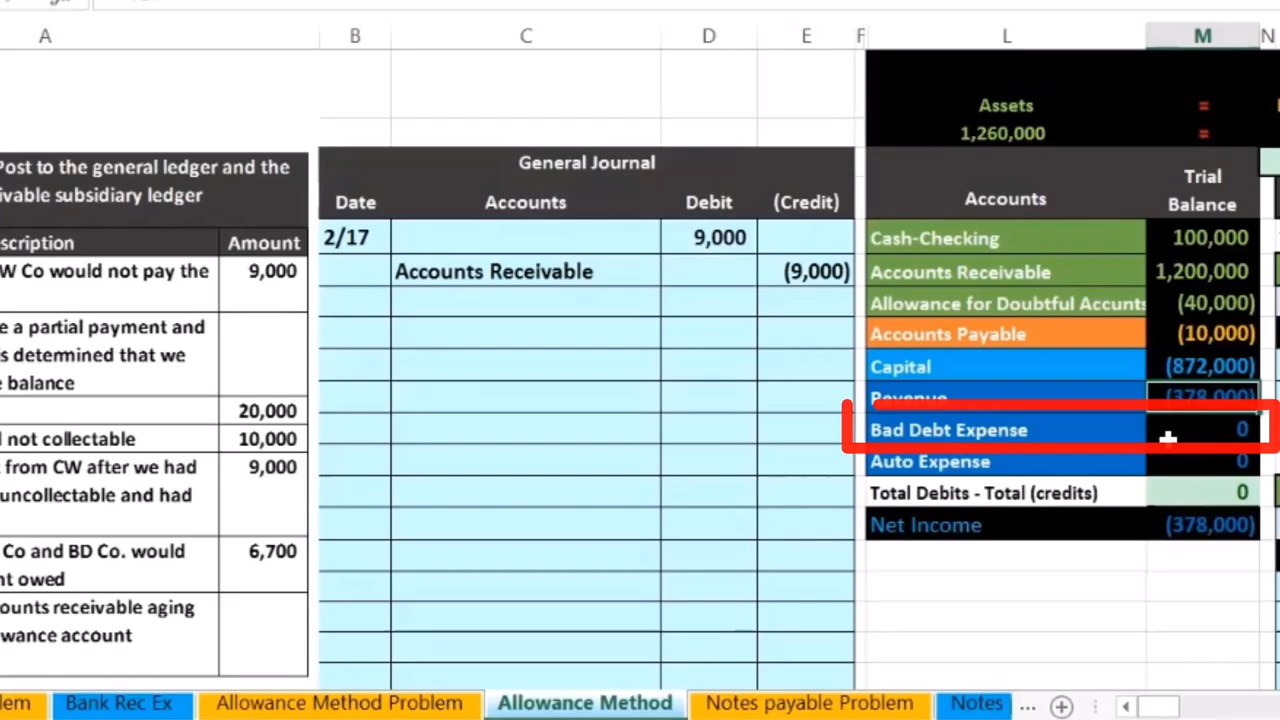 A B C D E F L M N
Assets =
1,260,000 =
Post to the general ledger and the
ivable subsidiary ledger
scription Amount
W Co would not pay the 9,000
e a partial payment and
is determined that we
e balance
20,000
l not collectable 10,000
t from CW after we had 9,000
uncollectable and had
Co and BD Co. would 6,700
nt owed
ounts receivable aging
wance account
General Journal
Date Accounts Debit (Credit)
2/17 9,000
Accounts Receivable (9,000)
Trial
Accounts Balance
Cash-Checking 100,000
Accounts Receivable 1,200,000
Allowance for Doubtful Accunts (40,000)
Accounts Payable (10,000)
Capital (872,000)
Revenue (378,000)
Bad Debt Expense 0
Auto Expense 0
Total Debits - Total (credits) 0
Net Income (378,000)
lem Bank Rec Ex Allowance Method Problem Allowance Method Notes payable Problem Notes ...